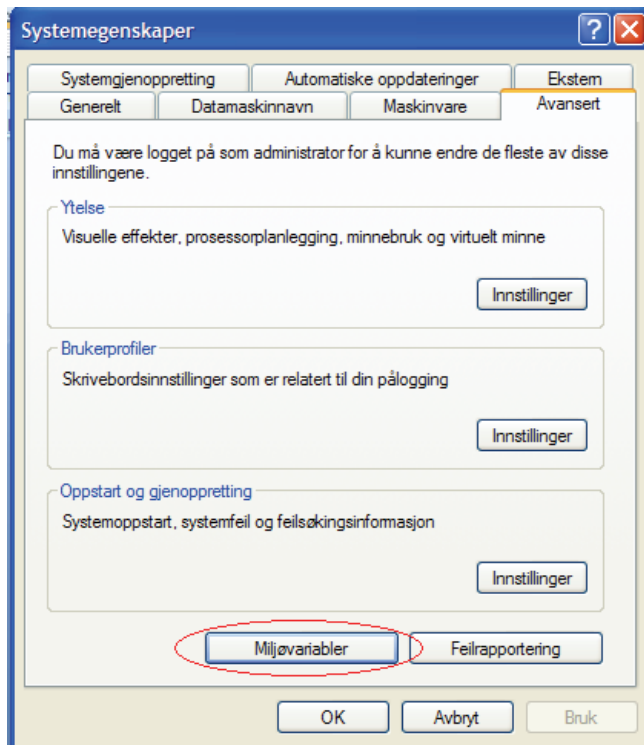 Systemegenskaper
Systemgjenoppretting Automatiske oppdateringer Ekstern
Generelt Datamaskinnavn Maskinvare Avansert
Du må være logget på som administrator for å kunne endre de fleste av disse
innstillingene.
Ytelse
Visuelle effekter, prosessorplanlegging, minnebruk og virtuelt minne
Innstillinger
Brukerprofiler
Skrivebordsinnstillinger som er relatert til din pålogging
Innstillinger
Oppstart og gjenoppretting
Systemoppstart, systemfeil og feilsøkingsinformasjon
Innstillinger
Miljøvariabler Feilrapportering
OK Avbryt Bruk